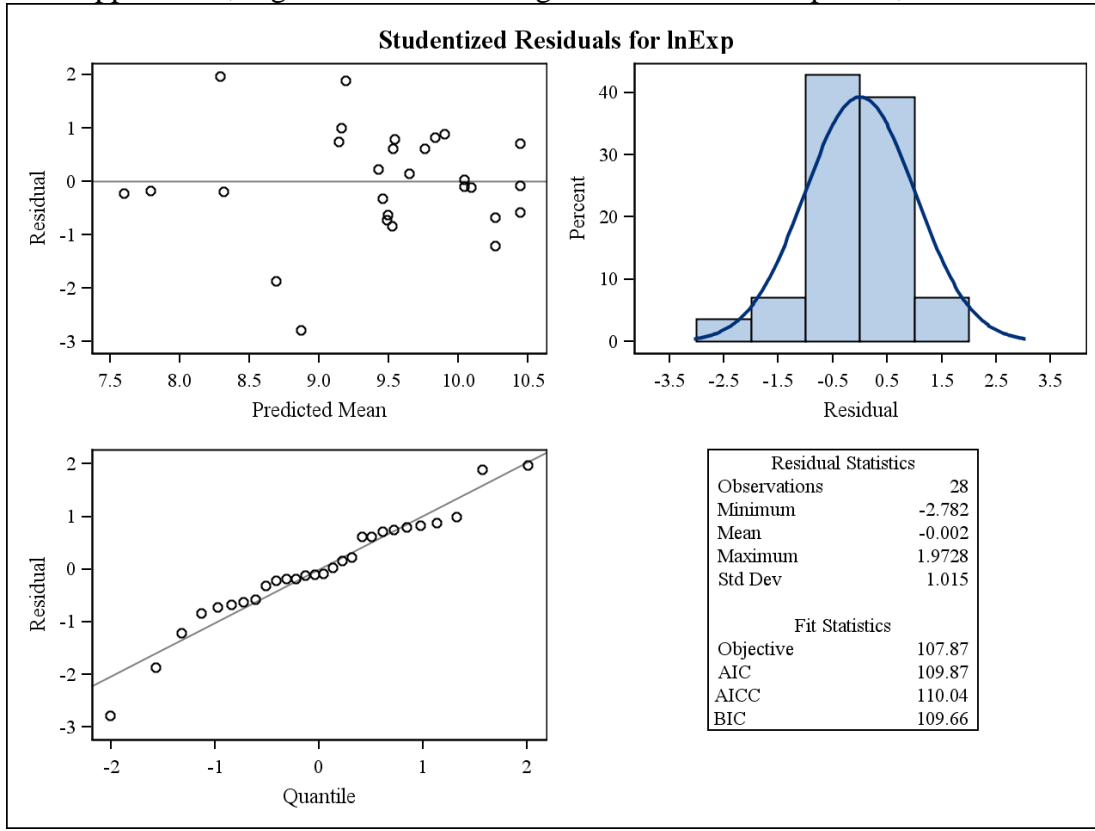 Studentized Residuals for lnExp
2
1
0
-1
-2
-3
Residual
7.5 8.0 8.5 9.0 9.5 10.0 10.5
Predicted Mean
40
30
20
10
0
Percent
-3.5 -2.5 -1.5 -0.5 0.5 1.5 2.5 3.5
Residual
2
1
0
-1
-2
-3
Residual
-2 -1 0 1 2
Quantile
Residual Statistics
Observations 28
Minimum -2.782
Mean -0.002
Maximum 1.9728
Std Dev 1.015
Fit Statistics
Objective 107.87
AIC 109.87
AICC 110.04
BIC 109.66